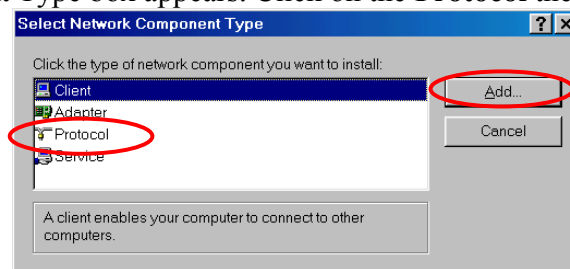 Type box appears. Click on the Protocol the
Select Network Component Type
Click the type of network component you want to install:
Client
Adapter
Protocol
Service
Add...
Cancel
A client enables your computer to connect to other
computers.